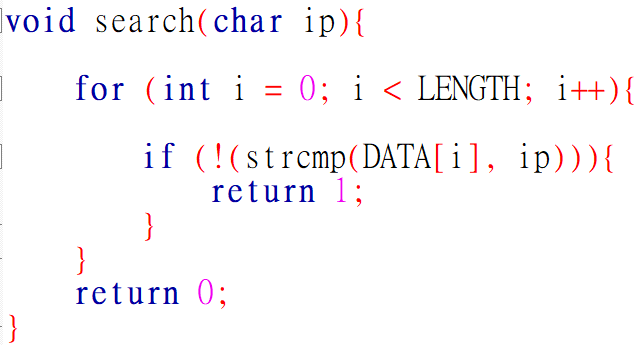 void search(char ip){
for (int i = 0; i < LENGTH; i++){
if (!(strcmp(DATA[i], ip))){
return 1;
}
}
return 0;
}